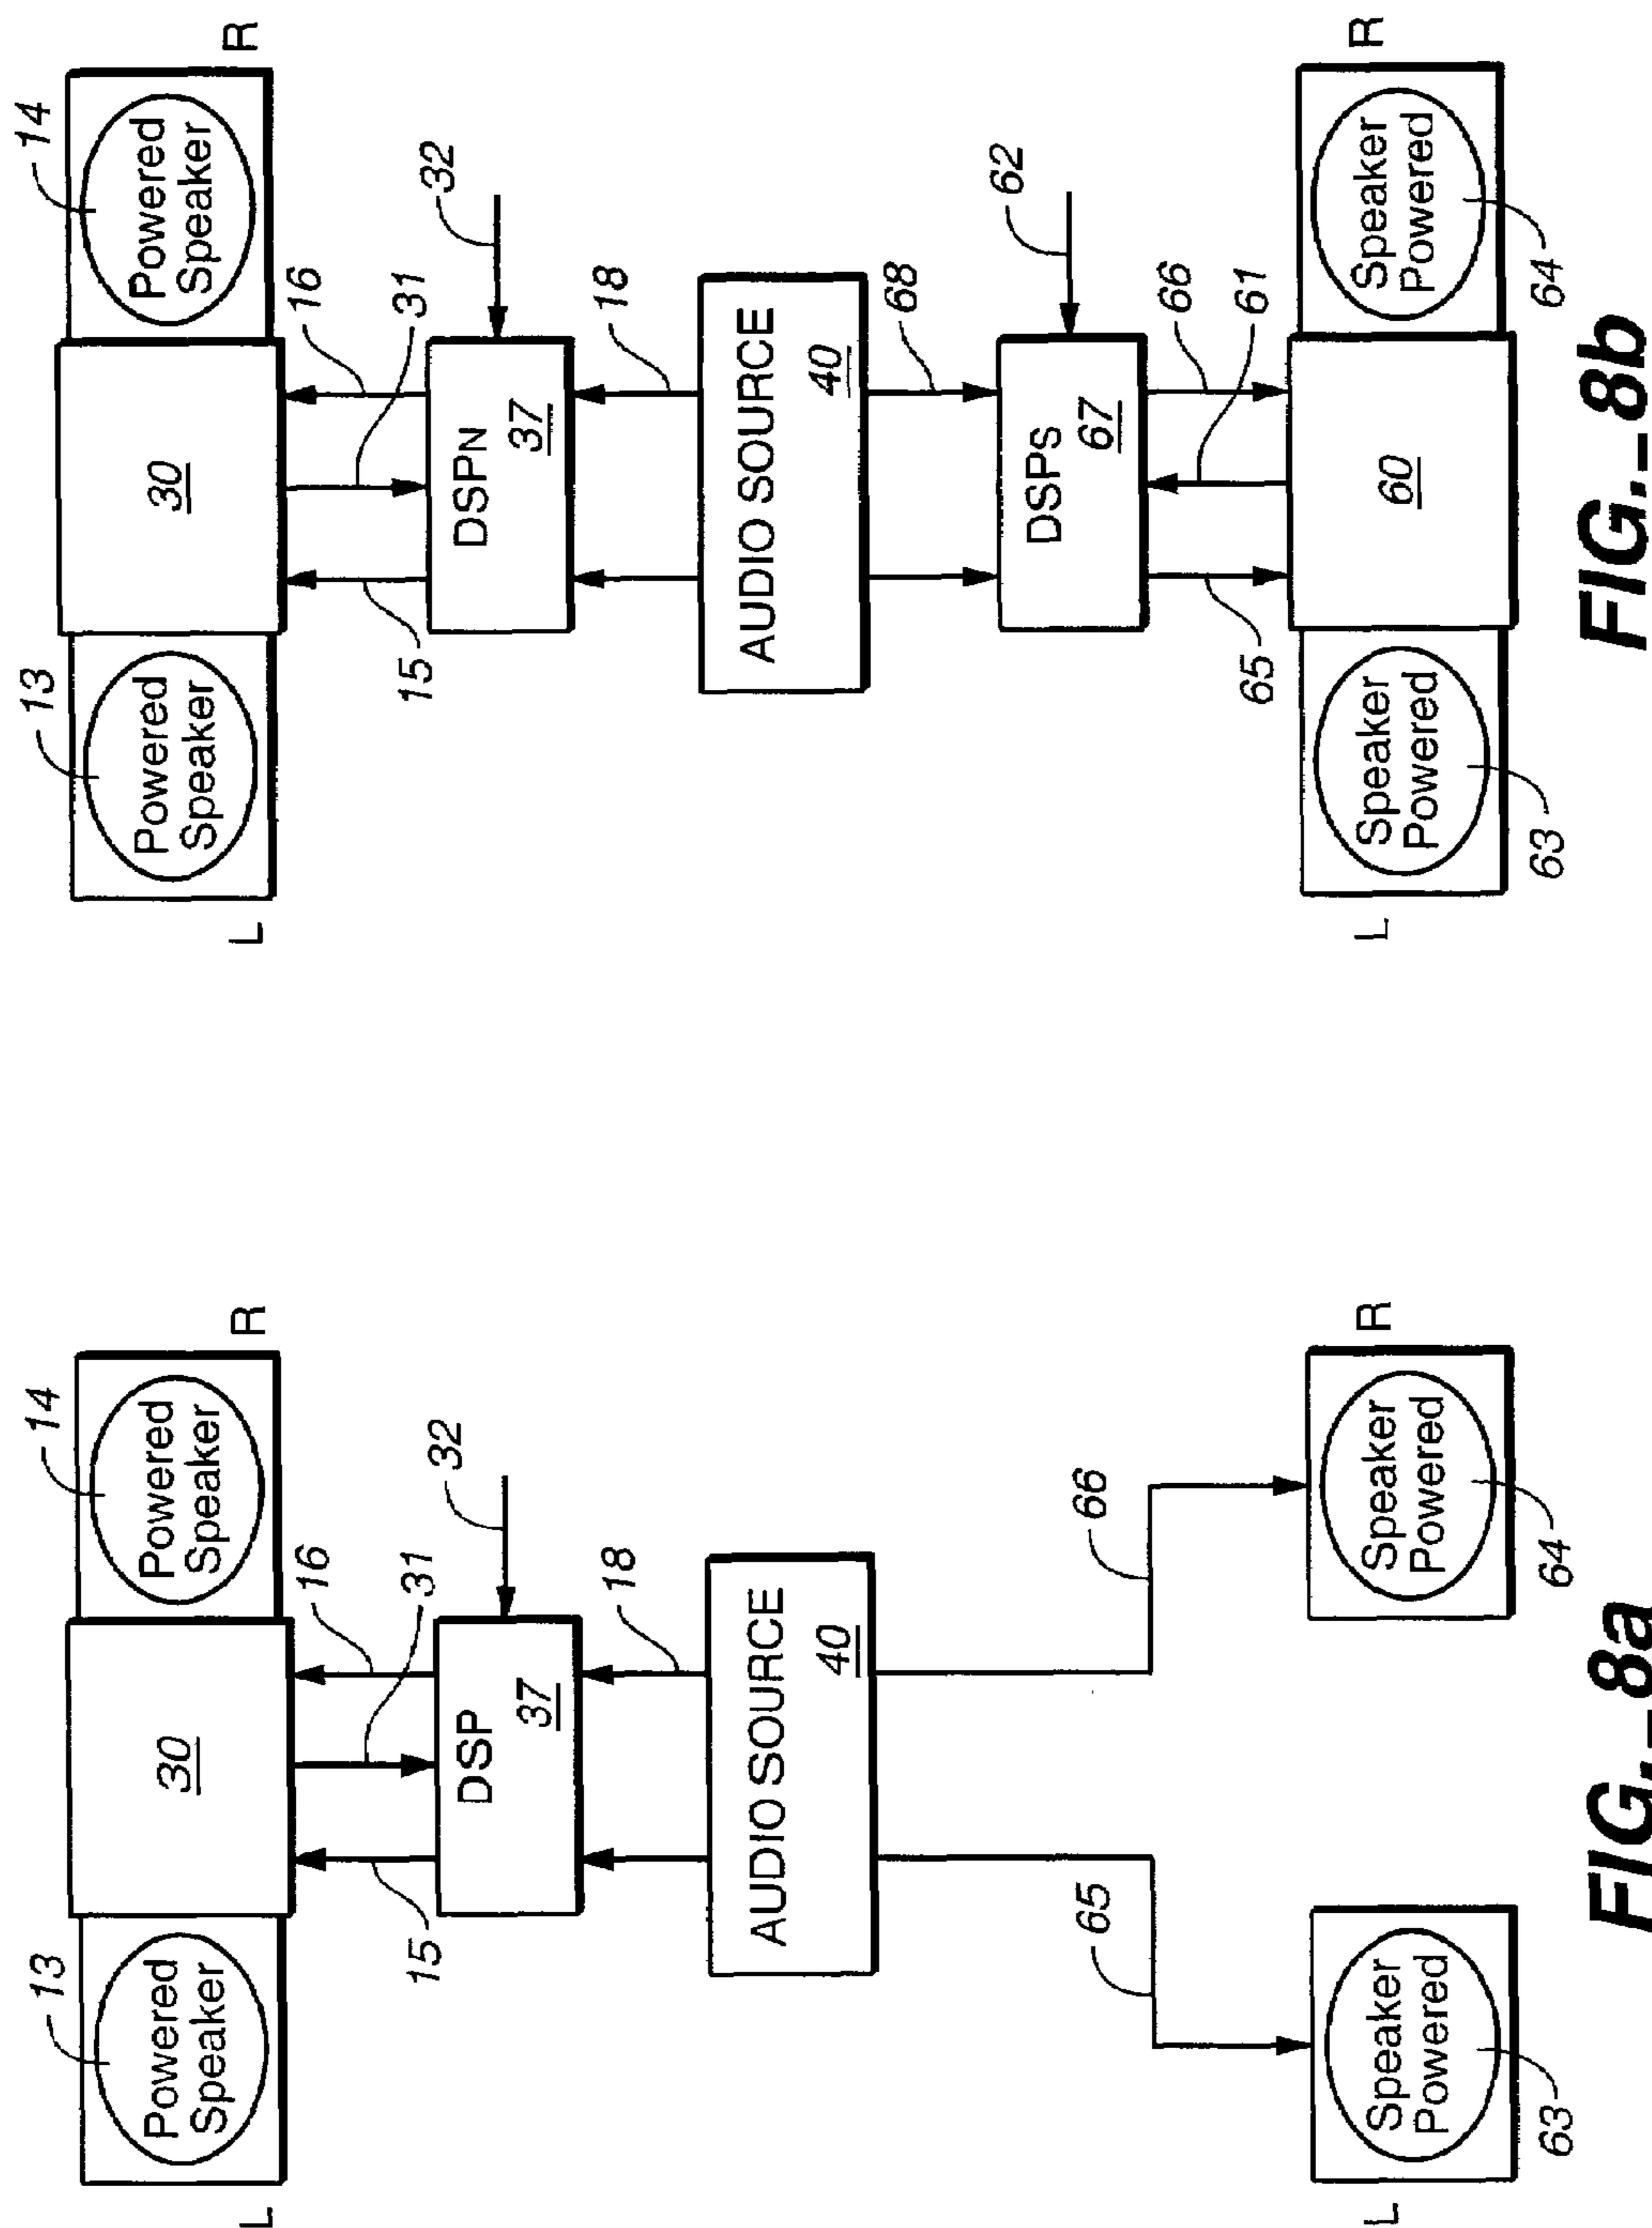 L
13
Powered
Speaker
30
14
Powered
Speaker
R
15
16
31
32
DSP
37
18
AUDIO SOURCE
40
65
66
L
Speaker
Powered
63
R
Speaker
Powered
64
FIG._8a
L
13
Powered
Speaker
30
14
Powered
Speaker
R
15
16
31
32
DSPN
37
18
AUDIO SOURCE
40
68
62
DSPS
67
65
66
61
60
L
Speaker
Powered
63
R
Speaker
Powered
64
FIG._8b